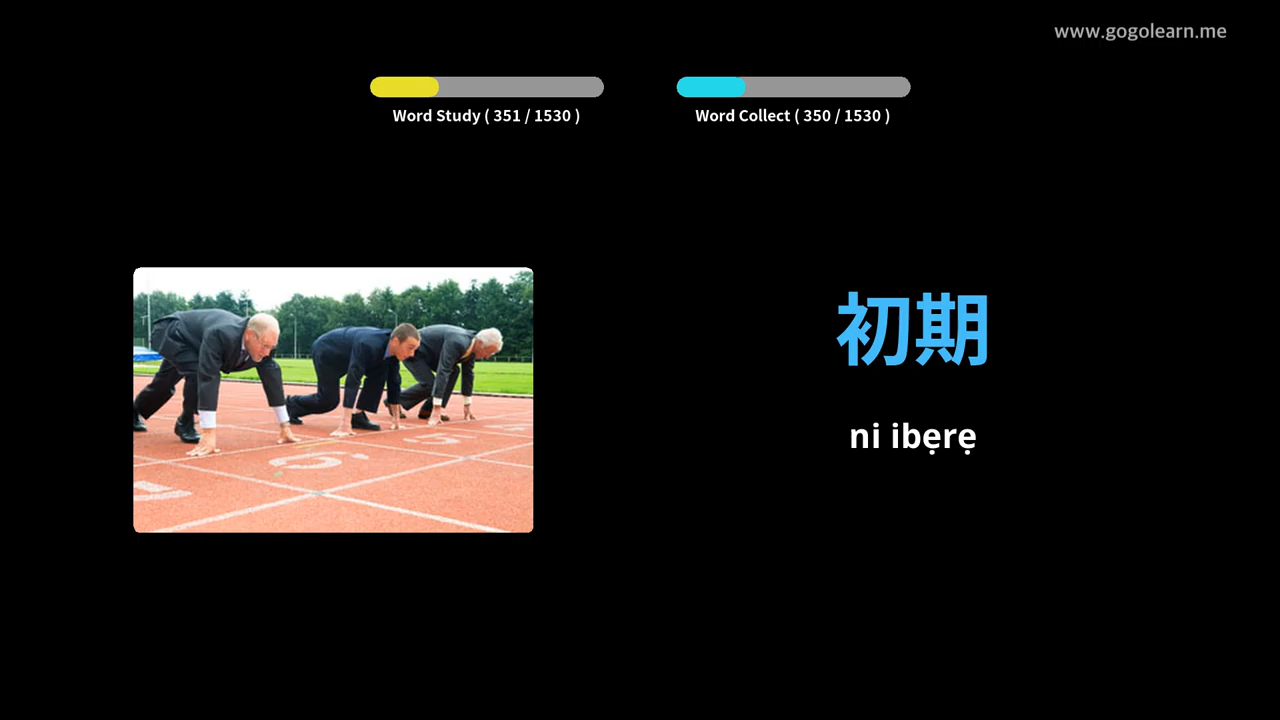 www.gogolearn.me
Word Study ( 351 / 1530 )
Word Collect ( 350 / 1530 )
初期
ni ibẹrẹ